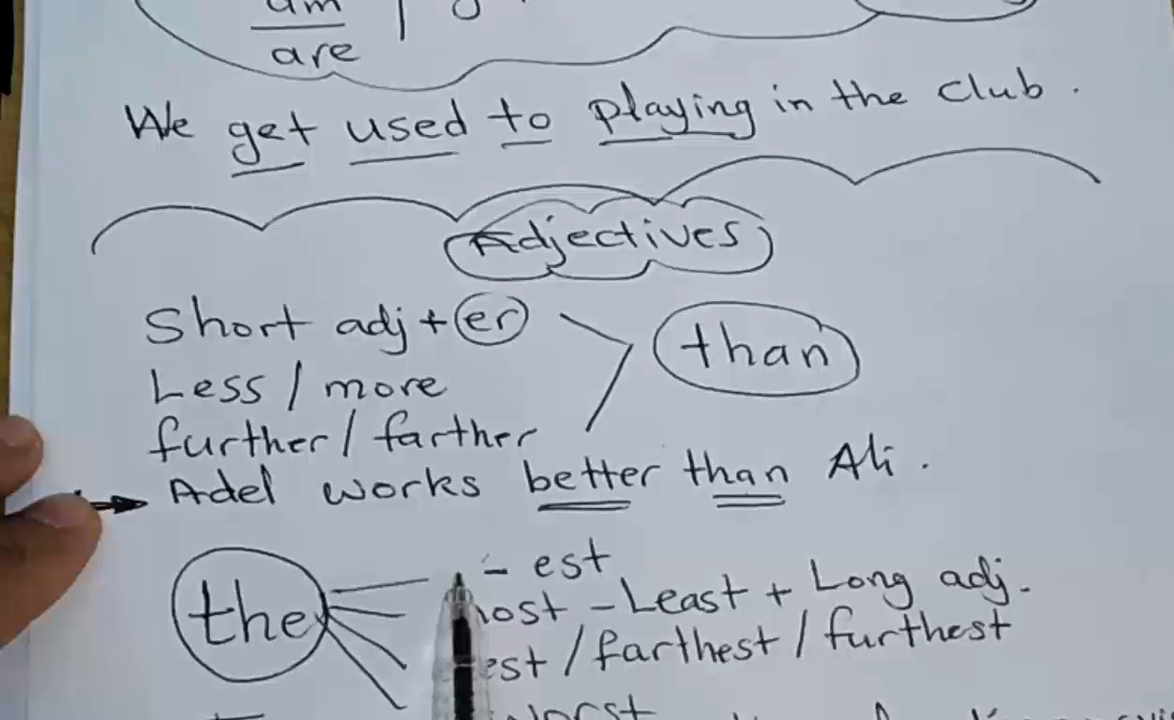 are
We get used to playing in the club.
Adjectives
Short adj + er
than
Less / more
further / farther
Adel works better than Ali.
the
- est
- Least + Long adj.
/ farthest / furthest